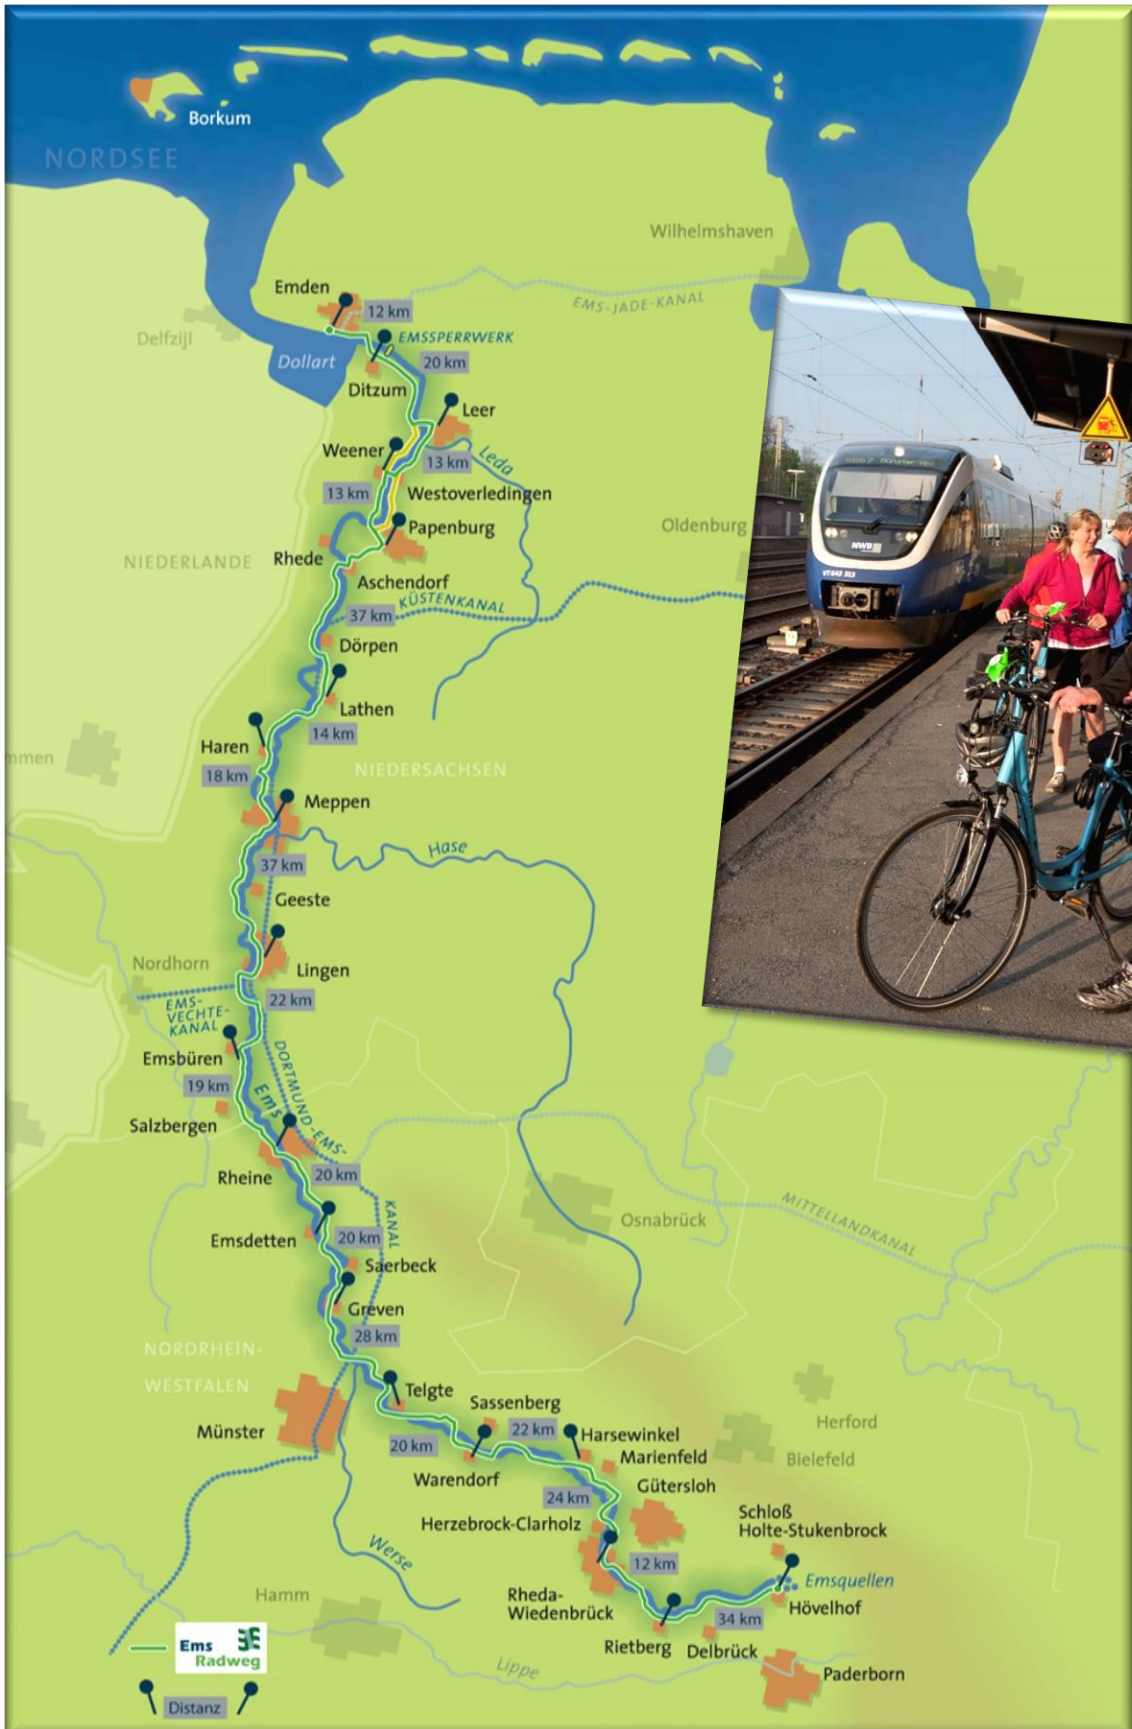 Borkum
NORDSEE
Wilhelmshaven
Emden
12 km
EMS-JADE-KANAL
Delfzijl
EMSSPERRWERK
Dollart
20 km
Ditzum
Leer
Weener
Leda
13 km
13 km
Westoverledingen
Papenburg
Oldenburg
Rhede
NIEDERLANDE
Aschendorf
KÜSTENKANAL
37 km
Dörpen
Lathen
14 km
Haren
mmen
18 km
NIEDERSACHSEN
Meppen
Hase
37 km
Geeste
Nordhorn
Lingen
22 km
EMS-
VECHTE-
KANAL
Emsbüren
DORTMUND-EMS-
KANAL
19 km
Ems
Salzbergen
Rheine
20 km
MITTELLANDKANAL
Osnabrück
Emsdetten
20 km
Saerbeck
Greven
28 km
NORDRHEIN-
WESTFALEN
Telgte
Sassenberg
Herford
Münster
22 km
Harsewinkel
20 km
Marienfeld
Bielefeld
Warendorf
Gütersloh
24 km
Schloß
Holte-Stukenbrock
Herzebrock-Clarholz
Werse
12 km
Emsquellen
Hamm
Rheda-
Wiedenbrück
Hövelhof
34 km
Rietberg
Delbrück
Lippe
Paderborn
Ems
Radweg
Distanz
NWB
VT 643 313